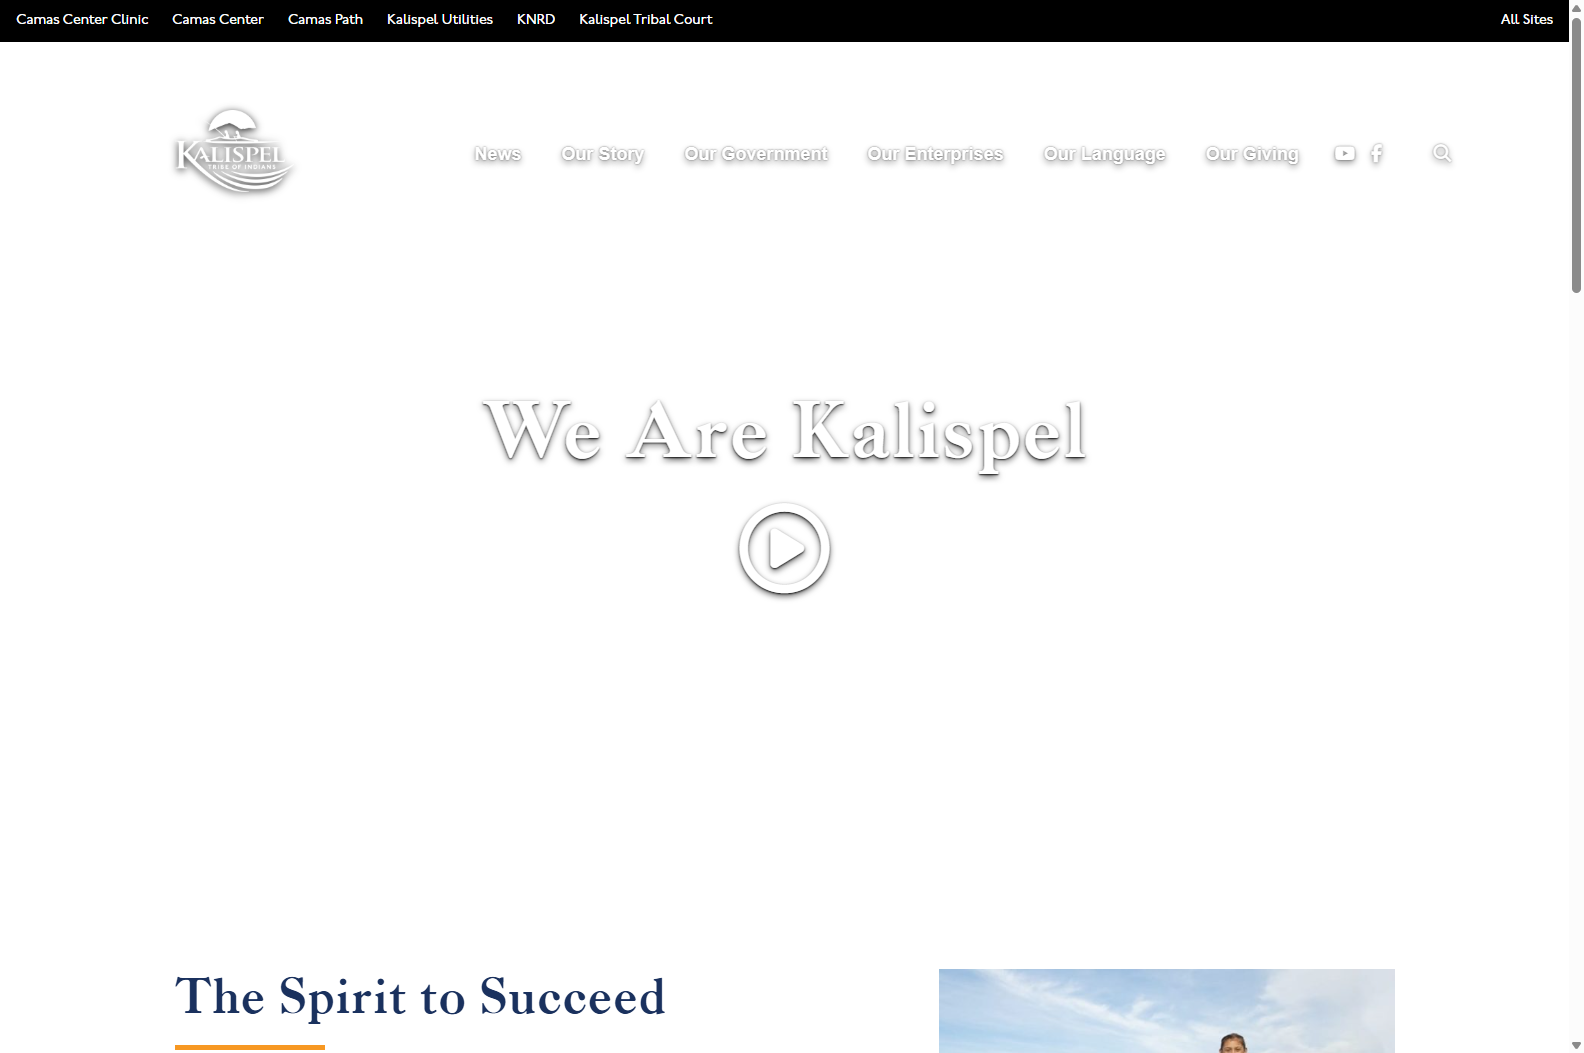 Camas Center Clinic Camas Center Camas Path Kalispel Utilities KNRD Kalispel Tribal Court All Sites
KALISPEL
TRIBE OF INDIANS
News Our Story Our Government Our Enterprises Our Language Our Giving
We Are Kalispel
The Spirit to Succeed